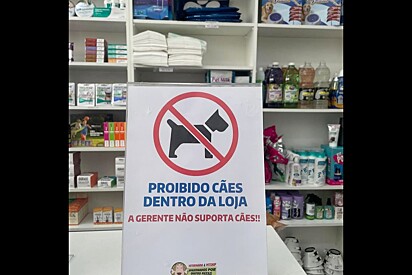 PROIBIDO CÃES
DENTRO DA LOJA
A GERENTE NÃO SUPORTA CÃES!!